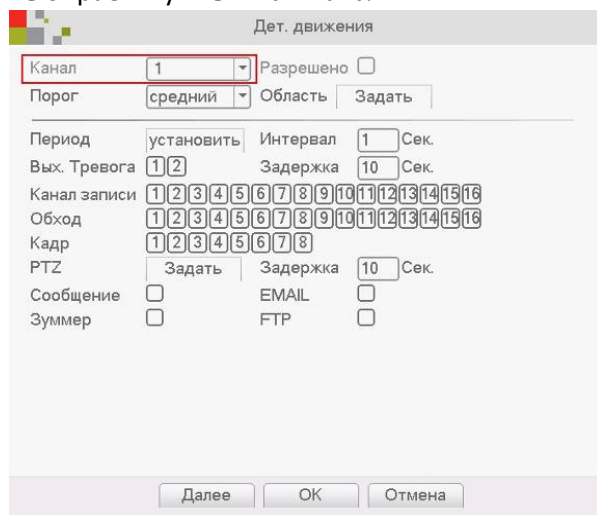 Дет. движения
Канал 1 Разрешено
Порог средний Область Задать
Период установить Интервал 1 Сек.
Вых. Тревога 1 2 Задержка 10 Сек.
Канал записи 1 2 3 4 5 6 7 8 9 10 11 12 13 14 15 16
Обход 1 2 3 4 5 6 7 8 9 10 11 12 13 14 15 16
Кадр 1 2 3 4 5 6 7 8
PTZ Задать Задержка 10 Сек.
Сообщение EMAIL
Зуммер FTP
Далее OK Отмена